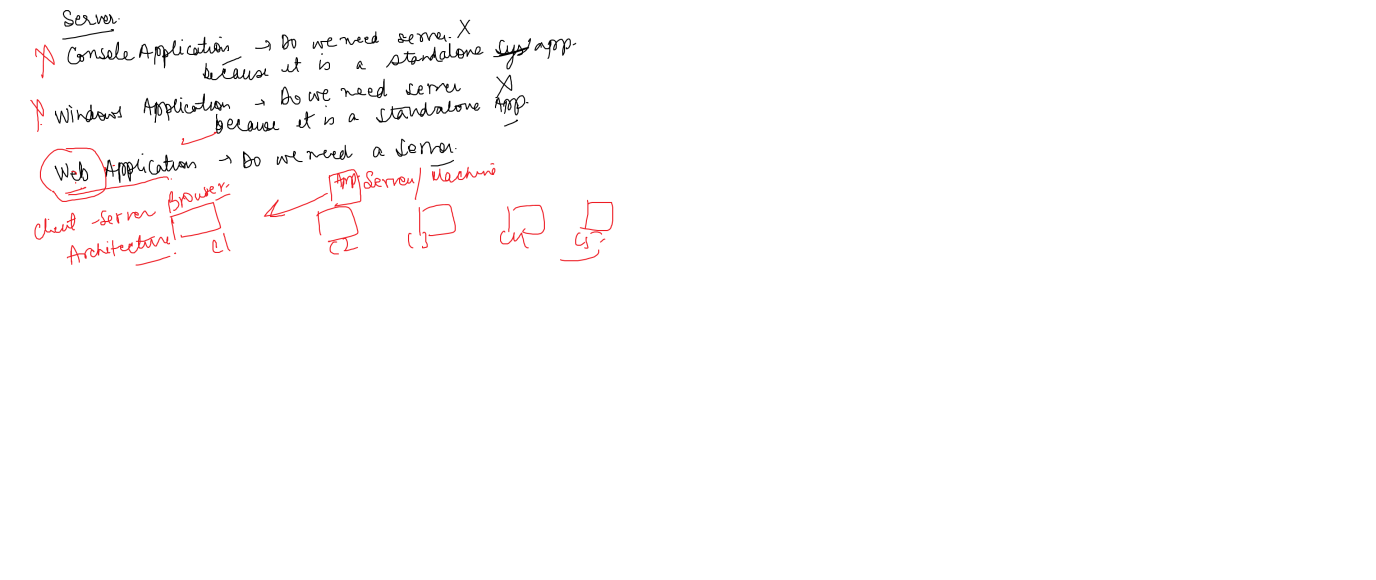 Server.
Console Application → Do we need server. X
because it is a standalone sys app.
Windows Application → Do we need server X
because it is a standalone App.
Web Application → Do we need a Server.
App Server/ Machine
Client - Server Browser.
Architecture.
C1 C2 C3 C4 C5